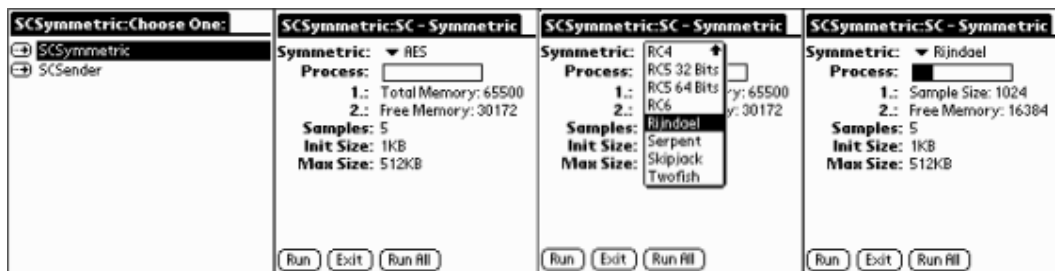 SCSymmetric:Choose One:
SCSymmetric
SCSender
SCSymmetric:SC - Symmetric
Symmetric: AES
Process:
1.: Total Memory: 65500
2.: Free Memory: 30172
Samples: 5
Init Size: 1KB
Max Size: 512KB
Run Exit Run All
SCSymmetric:SC - Symmetric
Symmetric:
Process:
1.: y: 65500
2.: y: 30172
Samples:
Init Size:
Max Size:
RC4
RC5 32 Bits
RC5 64 Bits
RC6
Rijndael
Serpent
Skipjack
Twofish
Run Exit Run All
SCSymmetric:SC - Symmetric
Symmetric: Rijndael
Process:
1.: Sample Size: 1024
2.: Free Memory: 16384
Samples: 5
Init Size: 1KB
Max Size: 512KB
Run Exit Run All